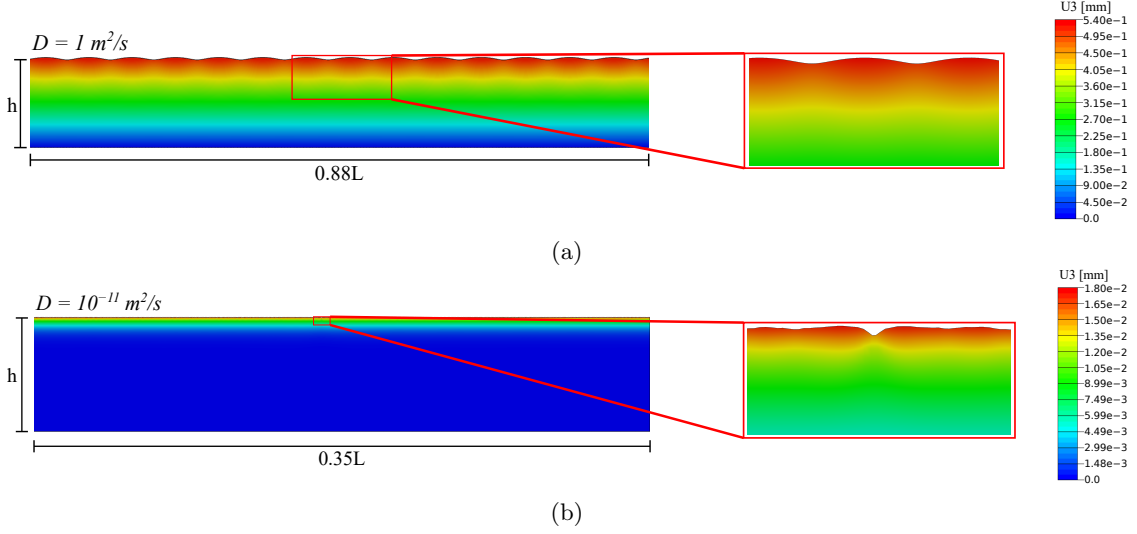 D = 1 m²/s
h
0.88L
U3 [mm]
5.40e-1
4.95e-1
4.50e-1
4.05e-1
3.60e-1
3.15e-1
2.70e-1
2.25e-1
1.80e-1
1.35e-1
9.00e-2
4.50e-2
0.0
(a)
D = 10⁻¹¹ m²/s
h
0.35L
U3 [mm]
1.80e-2
1.65e-2
1.50e-2
1.35e-2
1.20e-2
1.05e-2
8.99e-3
7.49e-3
5.99e-3
4.49e-3
2.99e-3
1.48e-3
0.0
(b)